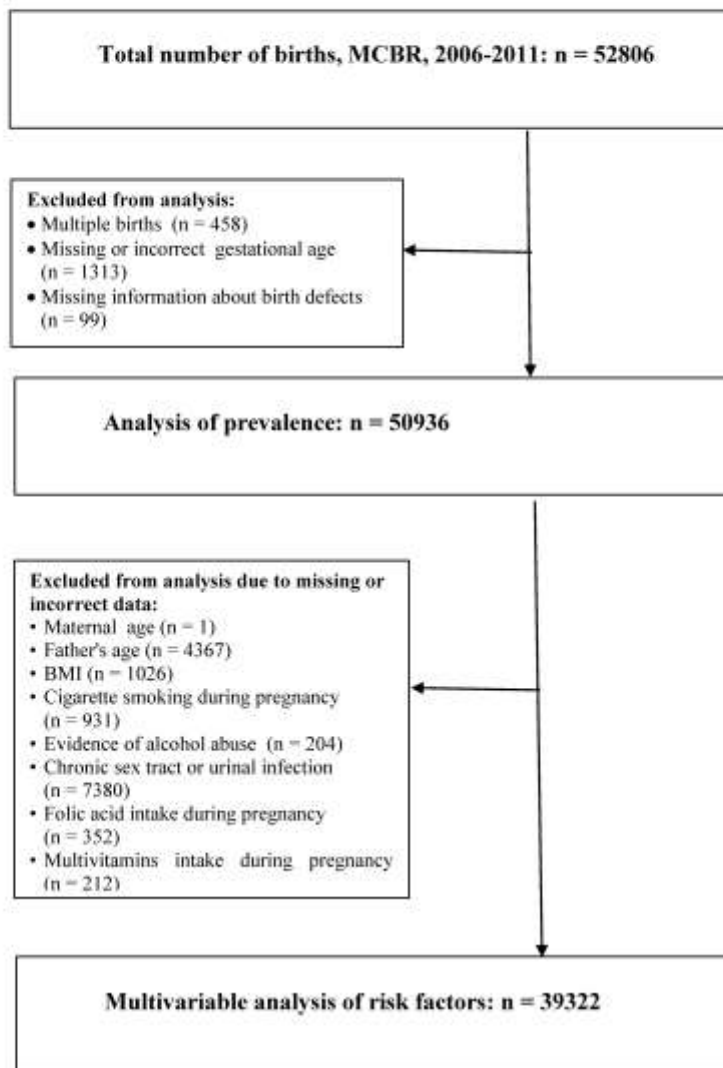 Total number of births, MCBR, 2006-2011: n = 52806
Excluded from analysis:
• Multiple births (n = 458)
• Missing or incorrect gestational age
(n = 1313)
• Missing information about birth defects
(n = 99)
Analysis of prevalence: n = 50936
Excluded from analysis due to missing or
incorrect data:
• Maternal age (n = 1)
• Father's age (n = 4367)
• BMI (n = 1026)
• Cigarette smoking during pregnancy
(n = 931)
• Evidence of alcohol abuse (n = 204)
• Chronic sex tract or urinal infection
(n = 7380)
• Folic acid intake during pregnancy
(n = 352)
• Multivitamins intake during pregnancy
(n = 212)
Multivariable analysis of risk factors: n = 39322